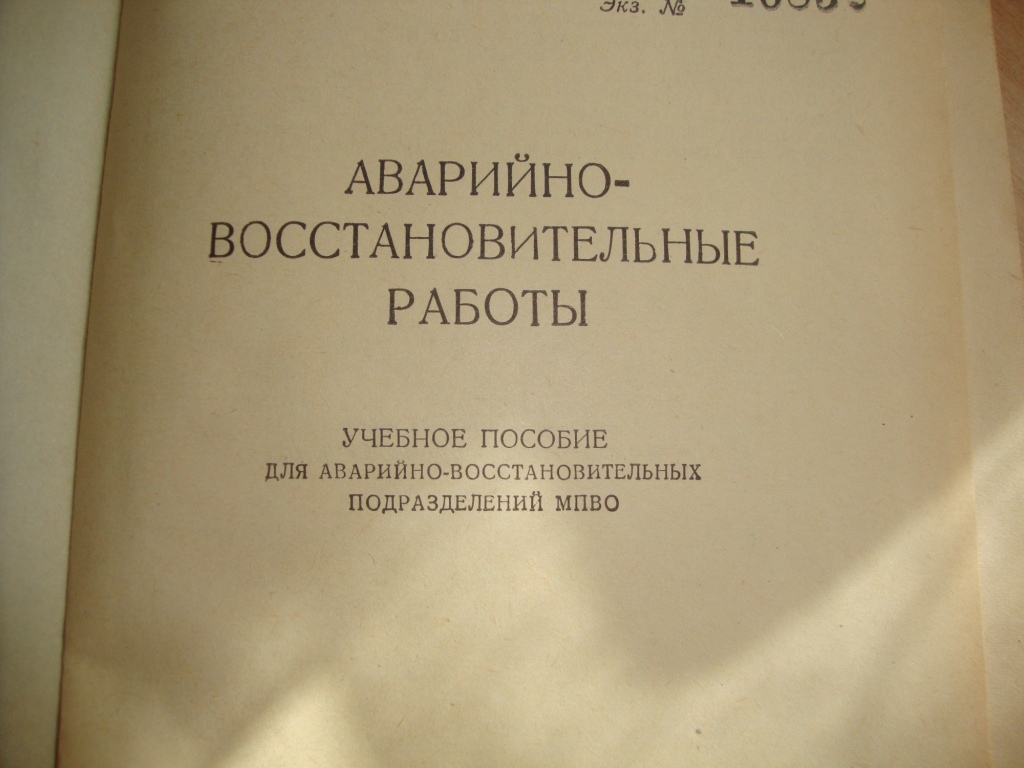 Экз. №
АВАРИЙНО-
ВОССТАНОВИТЕЛЬНЫЕ
РАБОТЫ
УЧЕБНОЕ ПОСОБИЕ
ДЛЯ АВАРИЙНО-ВОССТАНОВИТЕЛЬНЫХ
ПОДРАЗДЕЛЕНИЙ МПВО